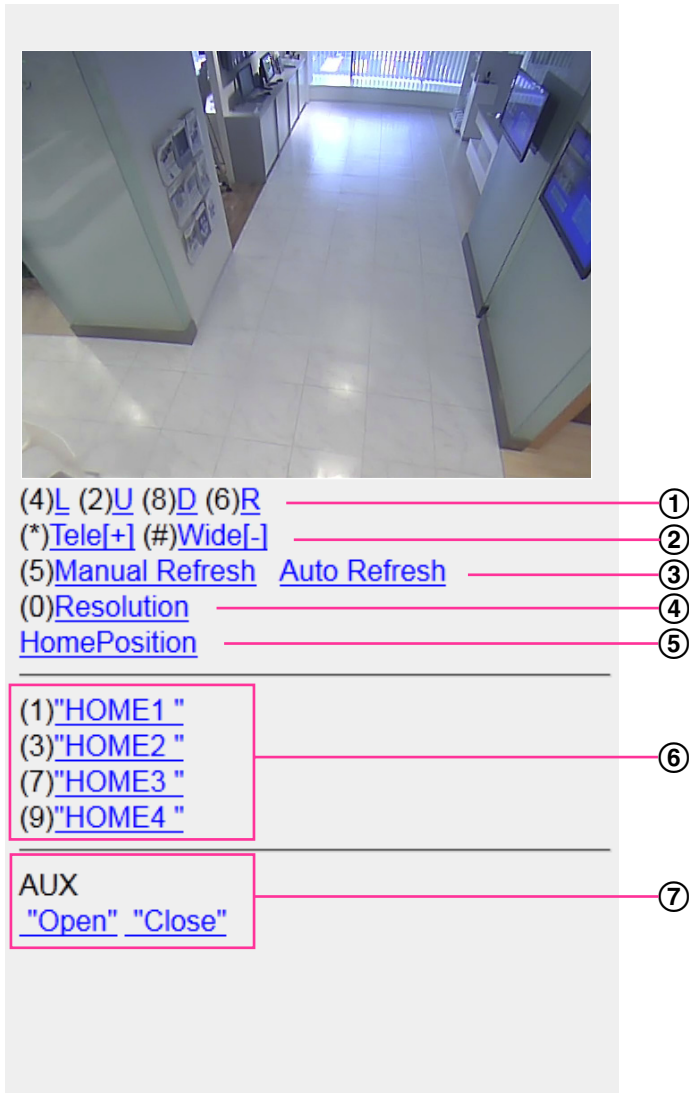 (4)L (2)U (8)D (6)R ①
(*)Tele[+] (#)Wide[-] ②
(5)Manual Refresh Auto Refresh ③
(0)Resolution ④
HomePosition ⑤
(1)"HOME1 "
(3)"HOME2 "
⑥
(7)"HOME3 "
(9)"HOME4 "
AUX ⑦
"Open" "Close"